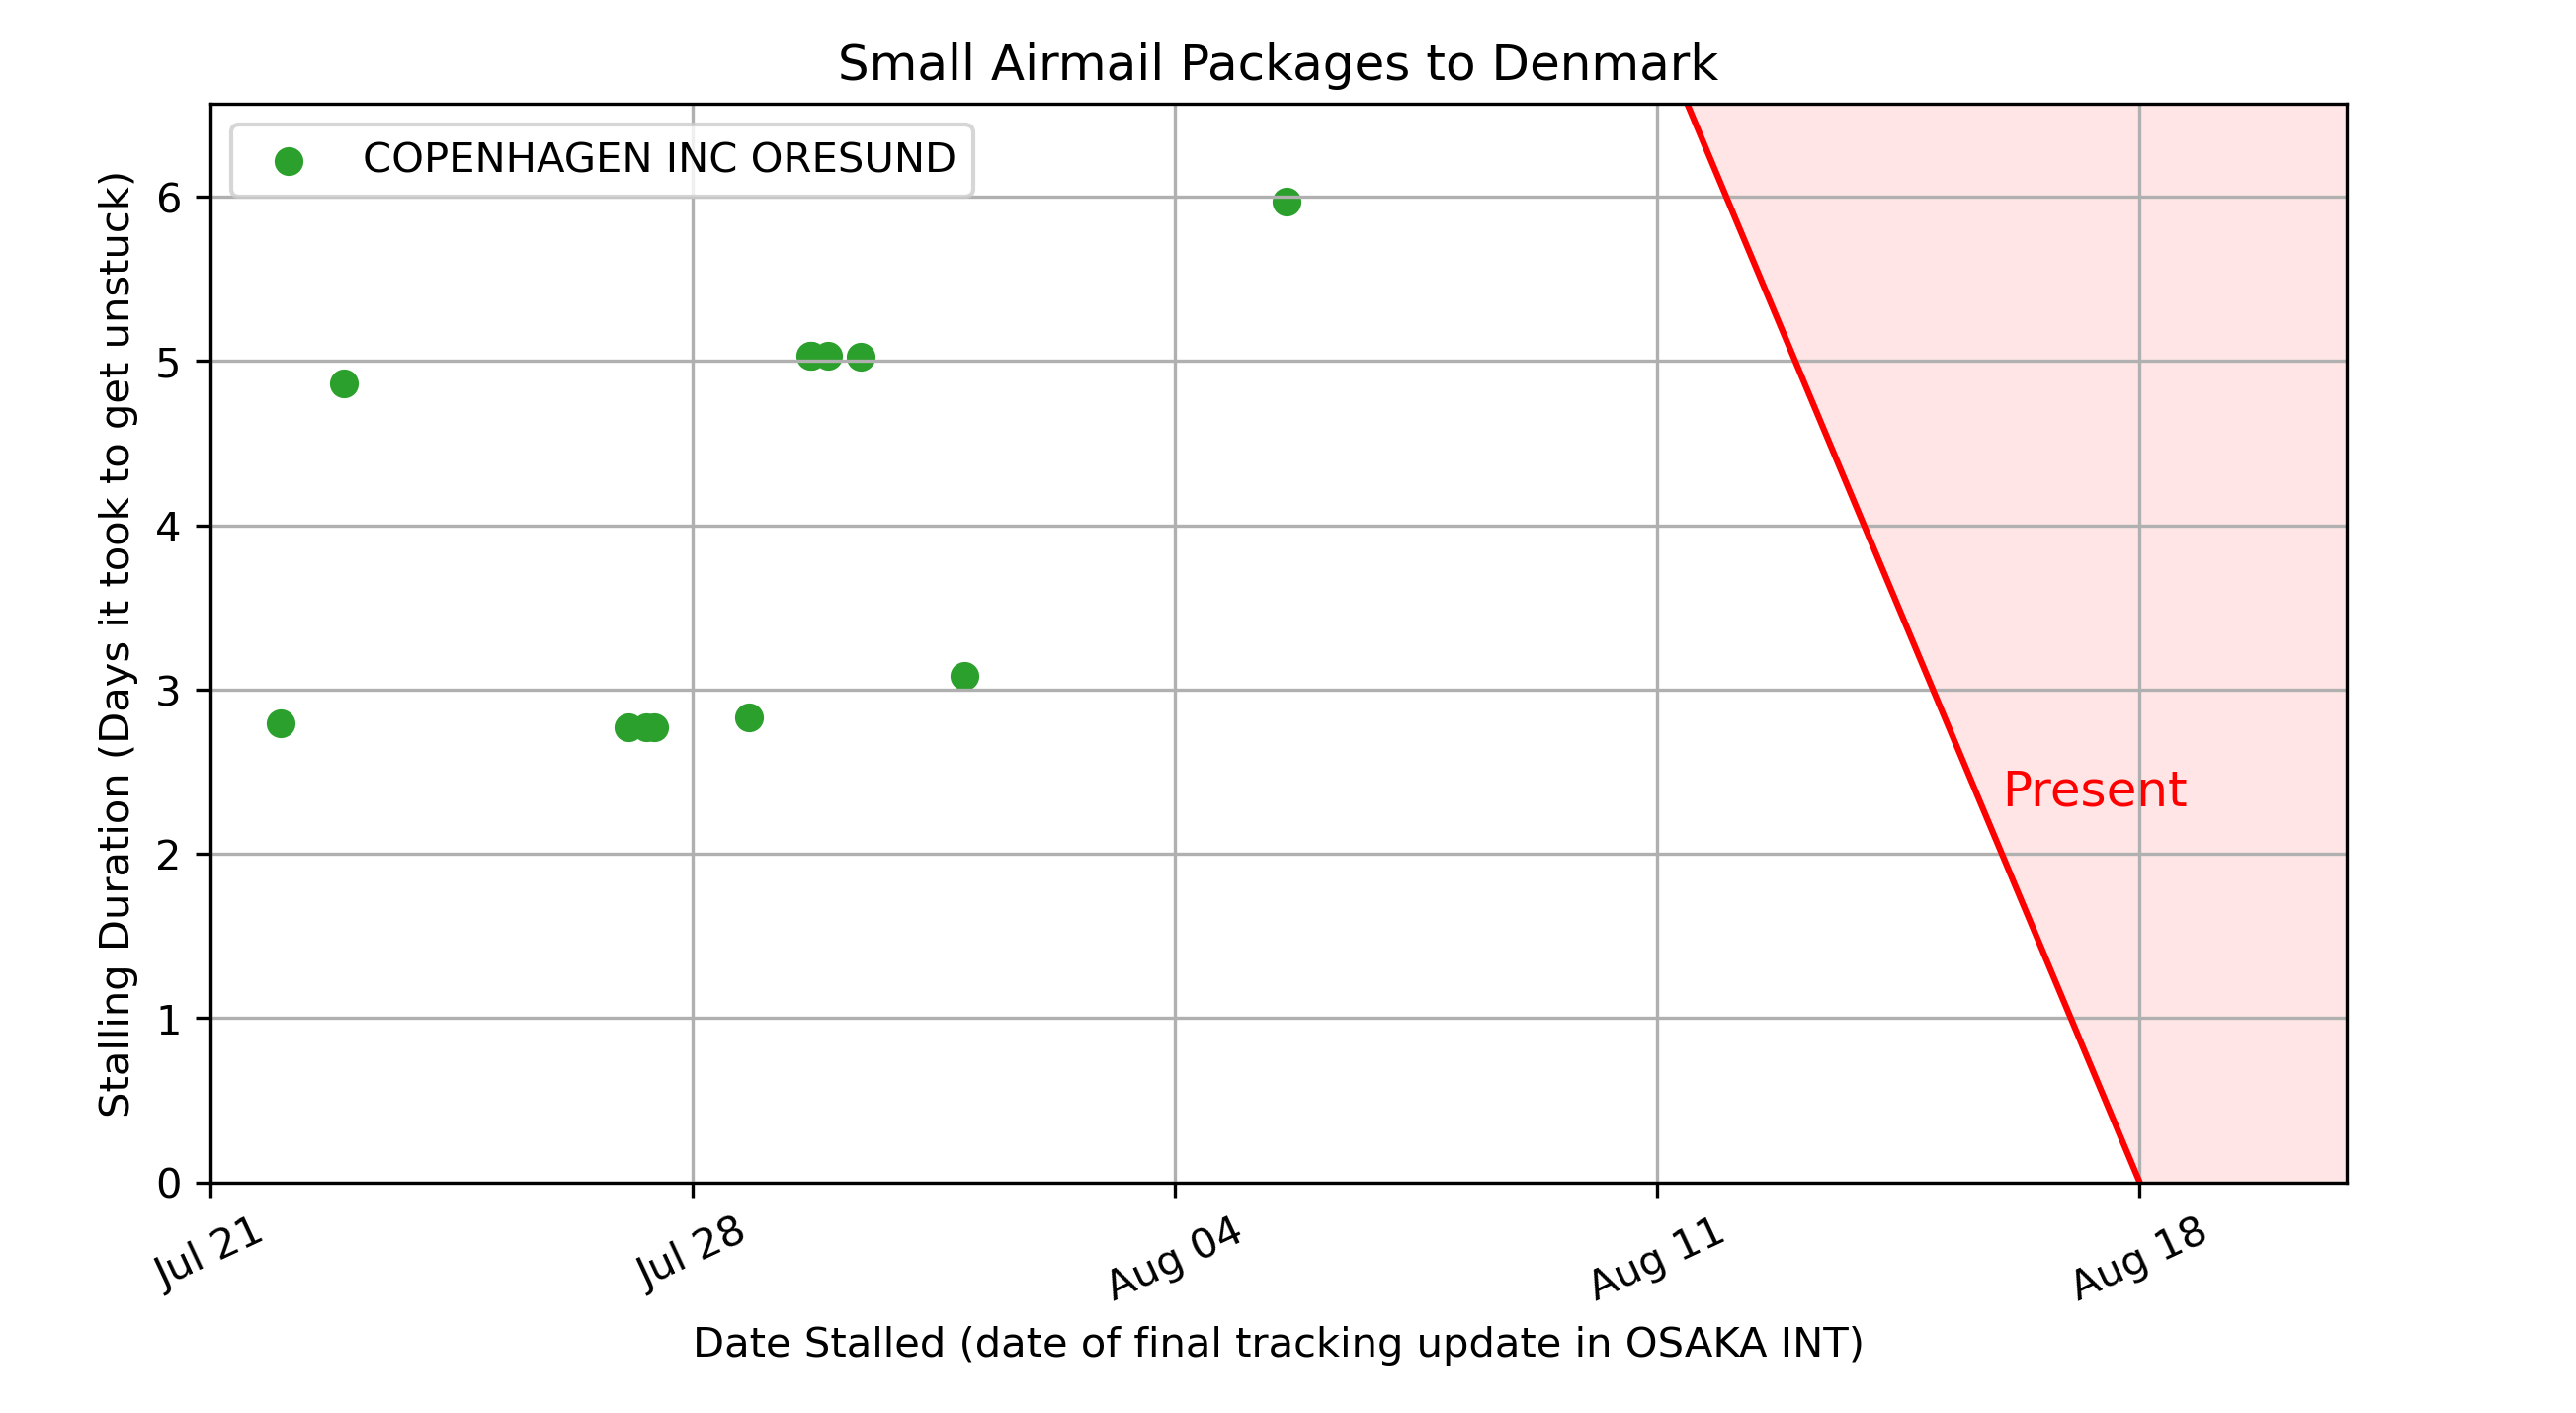 Small Airmail Packages to Denmark
COPENHAGEN INC ORESUND
Stalling Duration (Days it took to get unstuck)
6
5
4
3
2
1
0
Present
Jul 21
Jul 28
Aug 04
Aug 11
Aug 18
Date Stalled (date of final tracking update in OSAKA INT)